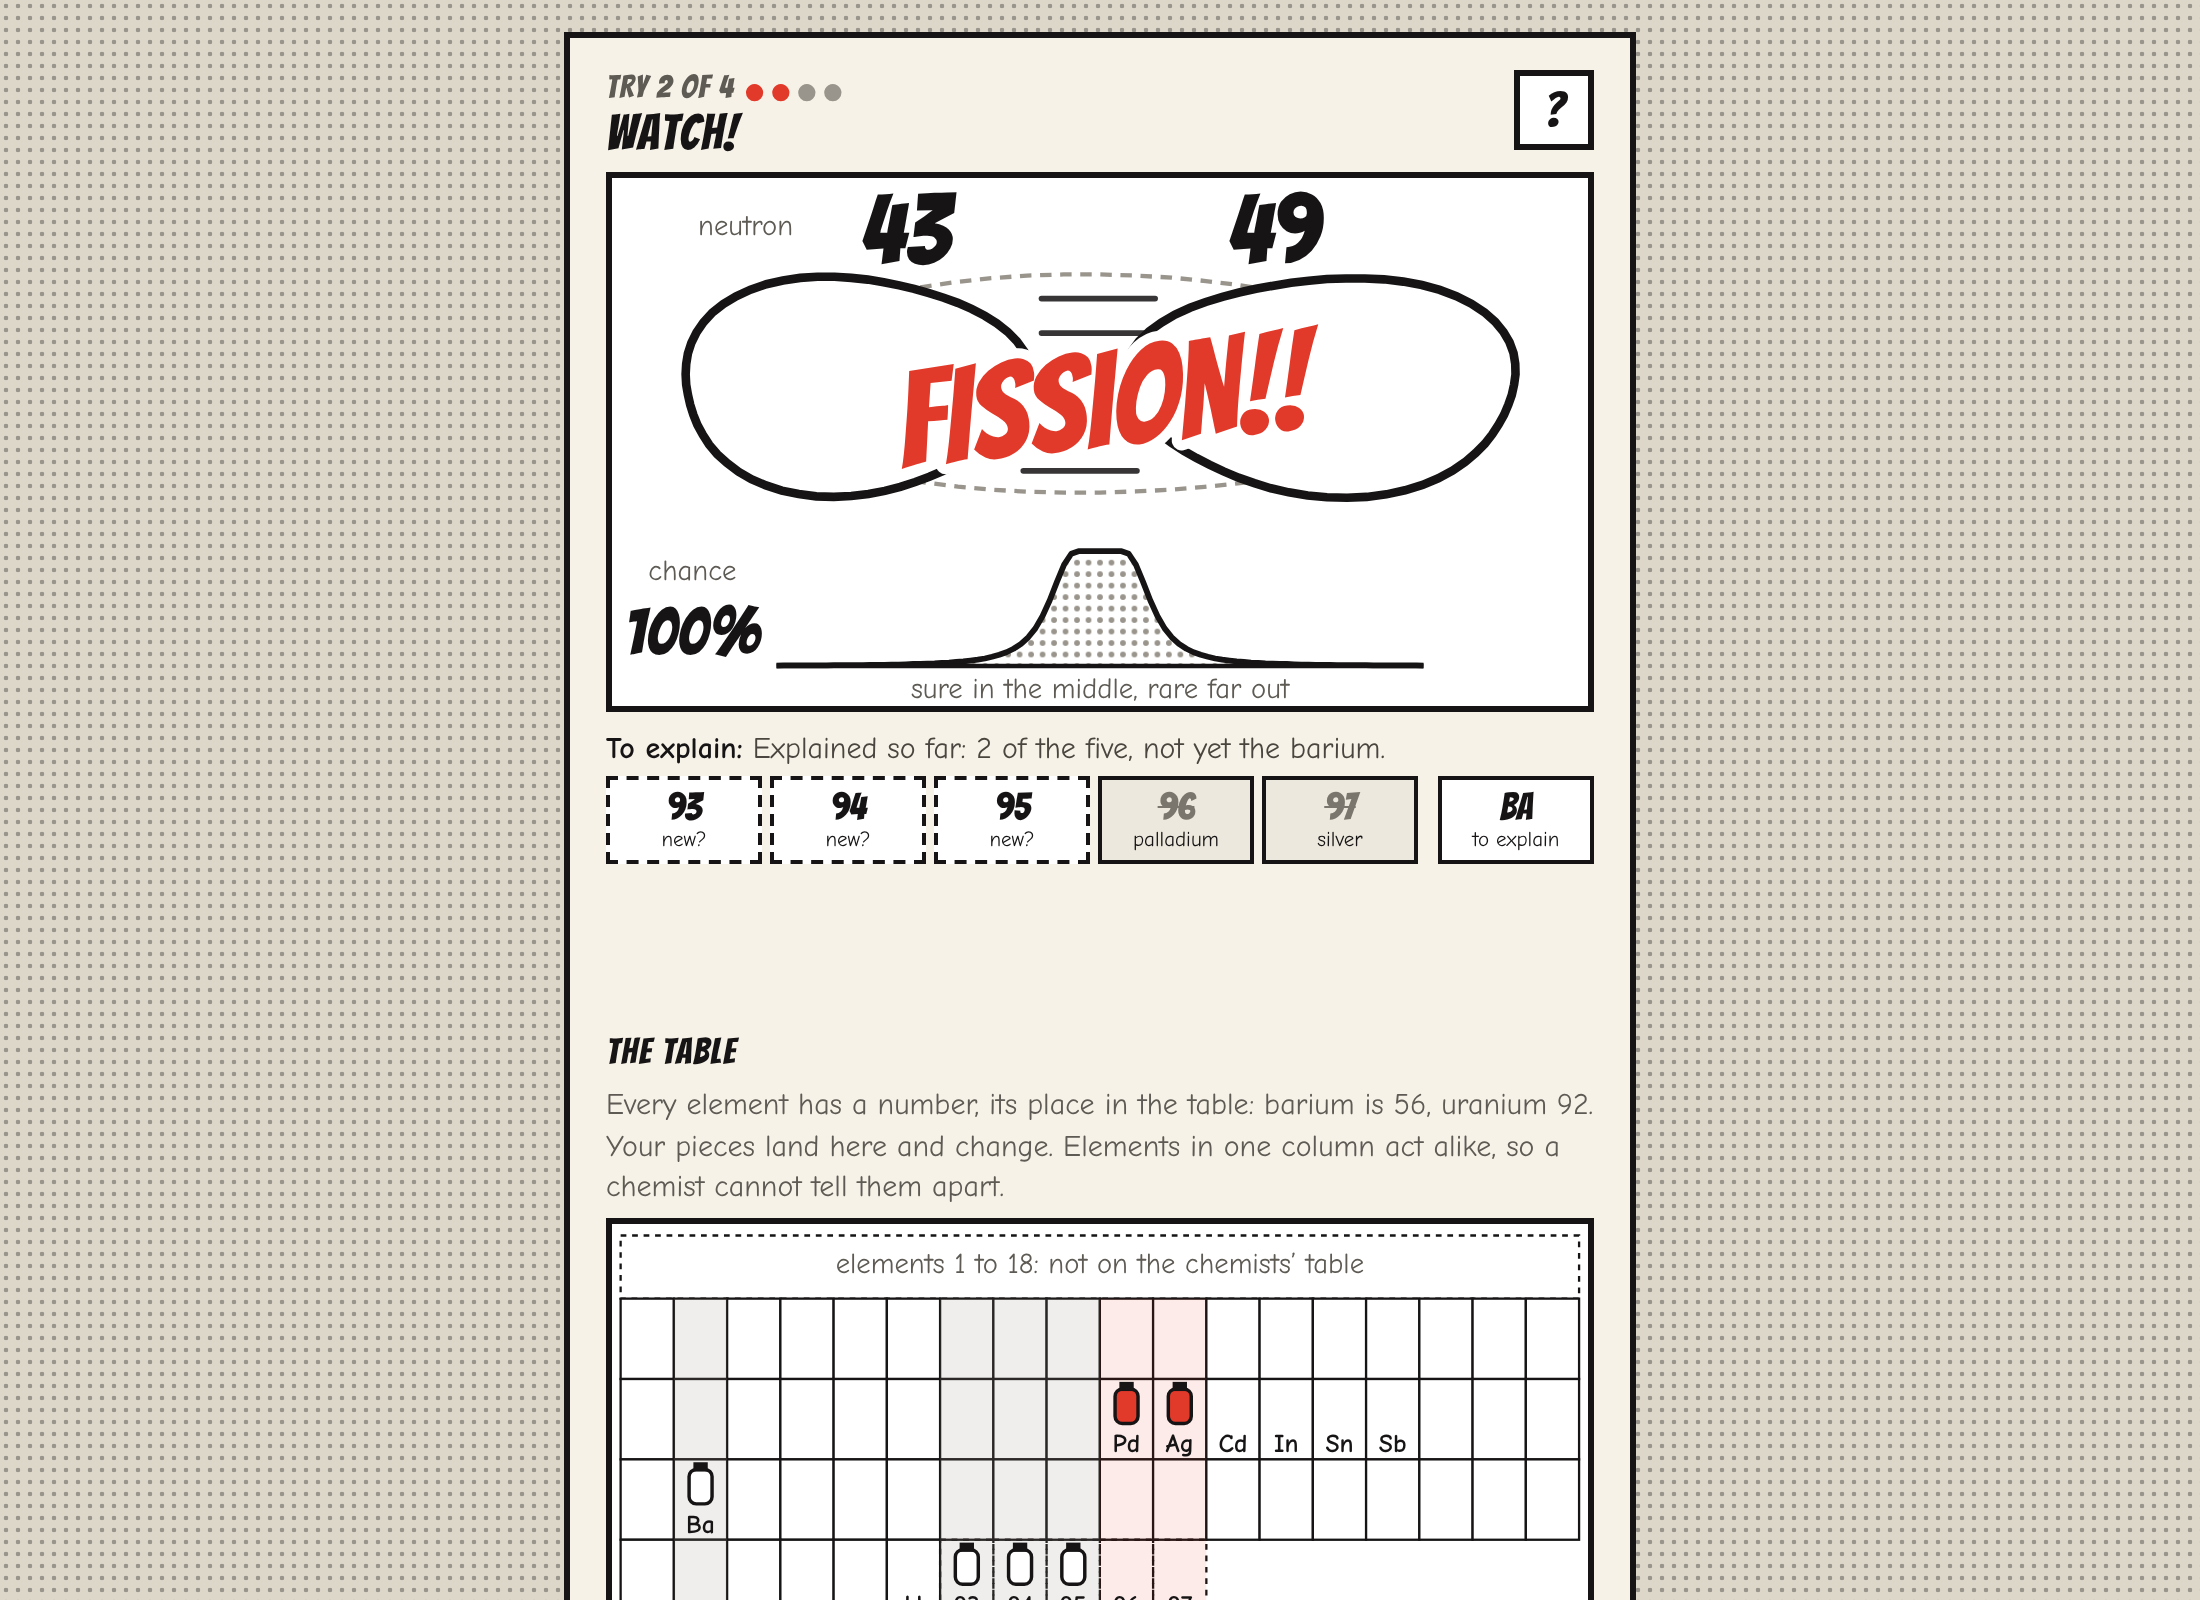 TRY 2 OF 4
WATCH!
?
neutron
43
49
FISSION!!
chance
100%
sure in the middle, rare far out
To explain: Explained so far: 2 of the five, not yet the barium.
93 94 95 96 97 BA
new? new? new? palladium silver to explain
THE TABLE
Every element has a number, its place in the table: barium is 56, uranium 92.
Your pieces land here and change. Elements in one column act alike, so a
chemist cannot tell them apart.
elements 1 to 18: not on the chemists’ table
Pd Ag Cd In Sn Sb
Ba